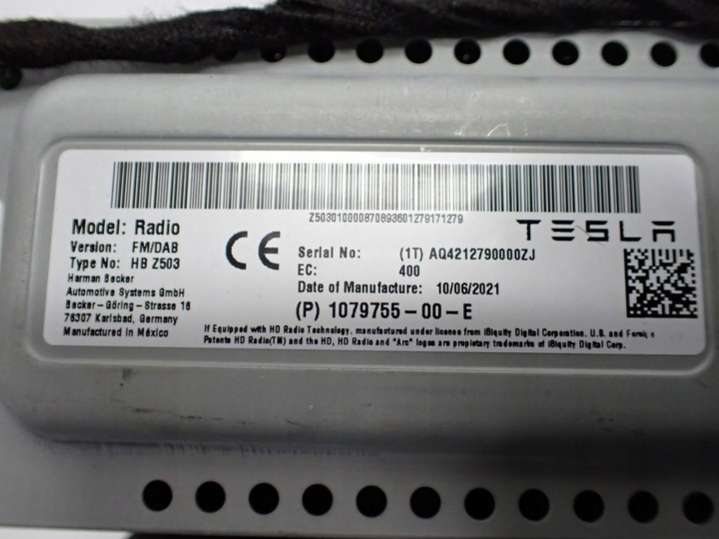 Z503010000870893601279171279
TESLA
Model: Radio
Version: FM/DAB
Type No: HB Z503
Harman Becker
Automotive Systems GmbH
Becker-Göring-Strasse 16
76307 Karlsbad, Germany
Manufactured in México
CE
Serial No: (1T) AQ4212790000ZJ
EC: 400
Date of Manufacture: 10/06/2021
(P) 1079755-00-E
If Equipped with HD Radio Technology, manufactured under license from iBiquity Digital Corporation, U.S. and Foreign
Patents HD Radio(TM) and the HD, HD Radio and "Arc" logos are propietary trademarks of iBiquity Digital Corp.